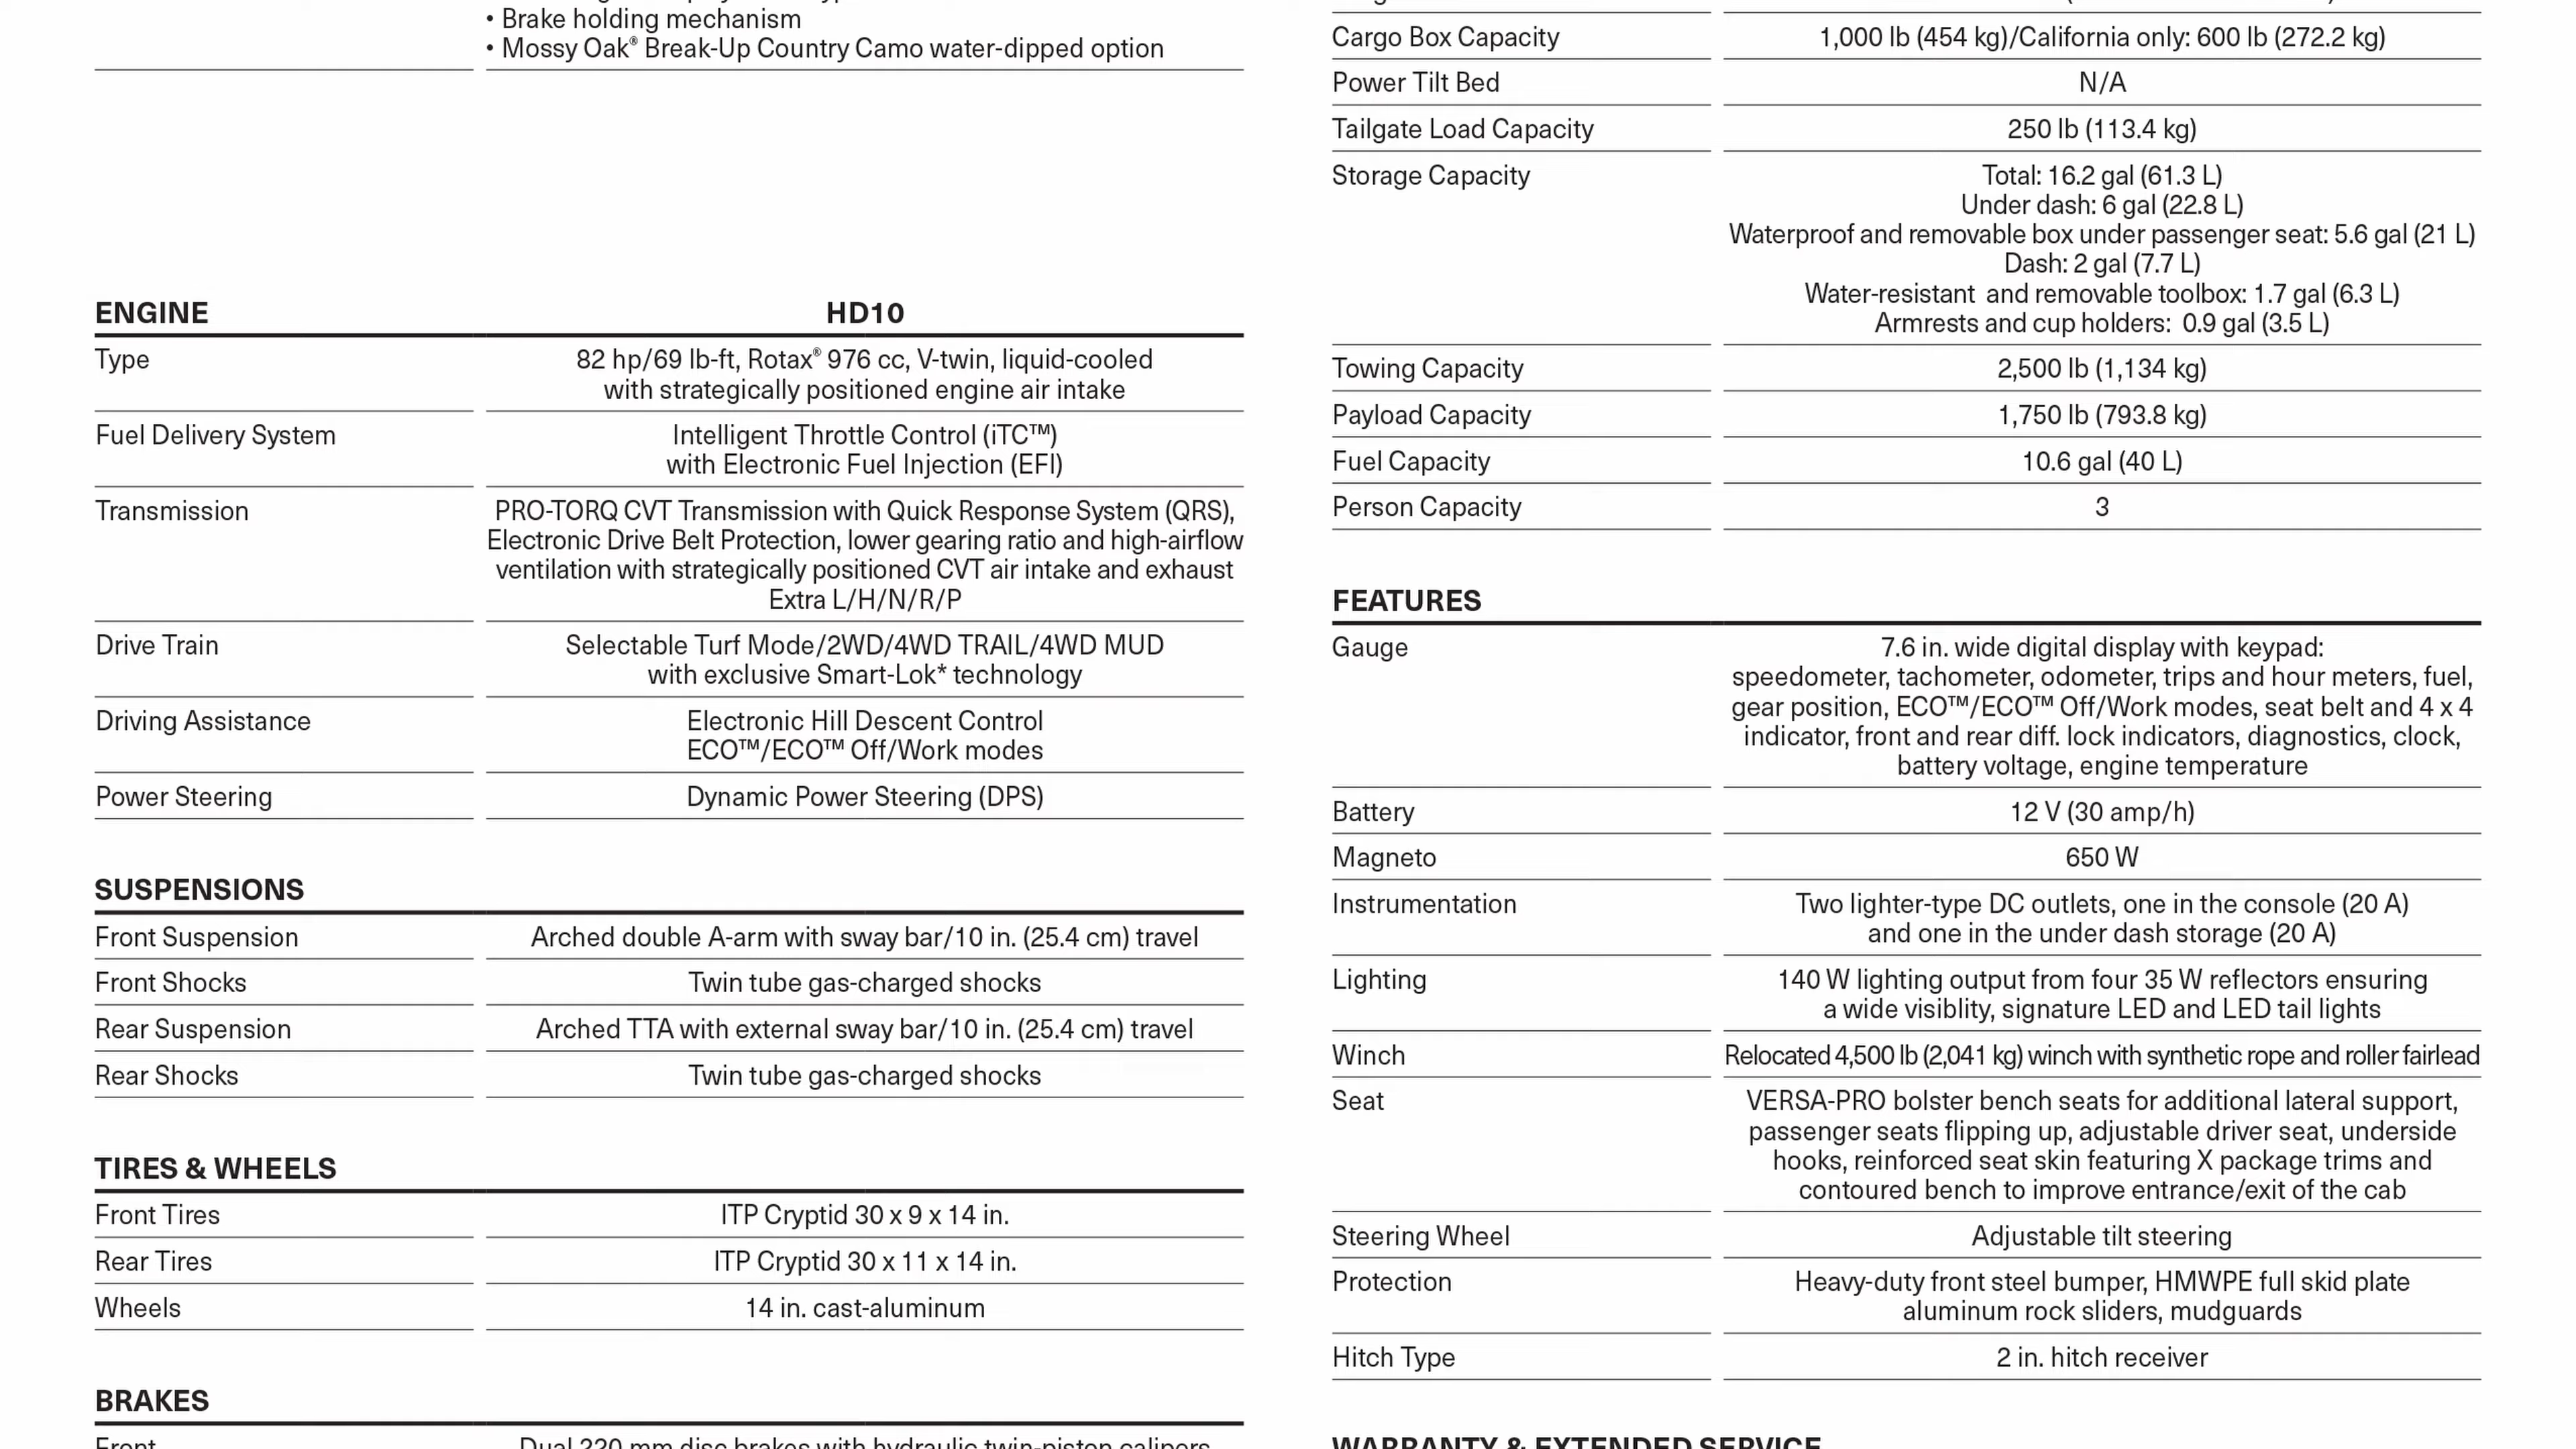 • Brake holding mechanism
• Mossy Oak® Break-Up Country Camo water-dipped option
ENGINE HD10
Type 82 hp/69 lb-ft, Rotax® 976 cc, V-twin, liquid-cooled
with strategically positioned engine air intake
Fuel Delivery System Intelligent Throttle Control (iTC™)
with Electronic Fuel Injection (EFI)
Transmission PRO-TORQ CVT Transmission with Quick Response System (QRS),
Electronic Drive Belt Protection, lower gearing ratio and high-airflow
ventilation with strategically positioned CVT air intake and exhaust
Extra L/H/N/R/P
Drive Train Selectable Turf Mode/2WD/4WD TRAIL/4WD MUD
with exclusive Smart-Lok* technology
Driving Assistance Electronic Hill Descent Control
ECO™/ECO™ Off/Work modes
Power Steering Dynamic Power Steering (DPS)
SUSPENSIONS
Front Suspension Arched double A-arm with sway bar/10 in. (25.4 cm) travel
Front Shocks Twin tube gas-charged shocks
Rear Suspension Arched TTA with external sway bar/10 in. (25.4 cm) travel
Rear Shocks Twin tube gas-charged shocks
TIRES & WHEELS
Front Tires ITP Cryptid 30 x 9 x 14 in.
Rear Tires ITP Cryptid 30 x 11 x 14 in.
Wheels 14 in. cast-aluminum
BRAKES
Front Dual 220 mm disc brakes with hydraulic twin-piston calipers
Cargo Box Capacity 1,000 lb (454 kg)/California only: 600 lb (272.2 kg)
Power Tilt Bed N/A
Tailgate Load Capacity 250 lb (113.4 kg)
Storage Capacity Total: 16.2 gal (61.3 L)
Under dash: 6 gal (22.8 L)
Waterproof and removable box under passenger seat: 5.6 gal (21 L)
Dash: 2 gal (7.7 L)
Water-resistant and removable toolbox: 1.7 gal (6.3 L)
Armrests and cup holders: 0.9 gal (3.5 L)
Towing Capacity 2,500 lb (1,134 kg)
Payload Capacity 1,750 lb (793.8 kg)
Fuel Capacity 10.6 gal (40 L)
Person Capacity 3
FEATURES
Gauge 7.6 in. wide digital display with keypad:
speedometer, tachometer, odometer, trips and hour meters, fuel,
gear position, ECO™/ECO™ Off/Work modes, seat belt and 4 x 4
indicator, front and rear diff. lock indicators, diagnostics, clock,
battery voltage, engine temperature
Battery 12 V (30 amp/h)
Magneto 650 W
Instrumentation Two lighter-type DC outlets, one in the console (20 A)
and one in the under dash storage (20 A)
Lighting 140 W lighting output from four 35 W reflectors ensuring
a wide visiblity, signature LED and LED tail lights
Winch Relocated 4,500 lb (2,041 kg) winch with synthetic rope and roller fairlead
Seat VERSA-PRO bolster bench seats for additional lateral support,
passenger seats flipping up, adjustable driver seat, underside
hooks, reinforced seat skin featuring X package trims and
contoured bench to improve entrance/exit of the cab
Steering Wheel Adjustable tilt steering
Protection Heavy-duty front steel bumper, HMWPE full skid plate
aluminum rock sliders, mudguards
Hitch Type 2 in. hitch receiver
WARRANTY & EXTENDED SERVICE